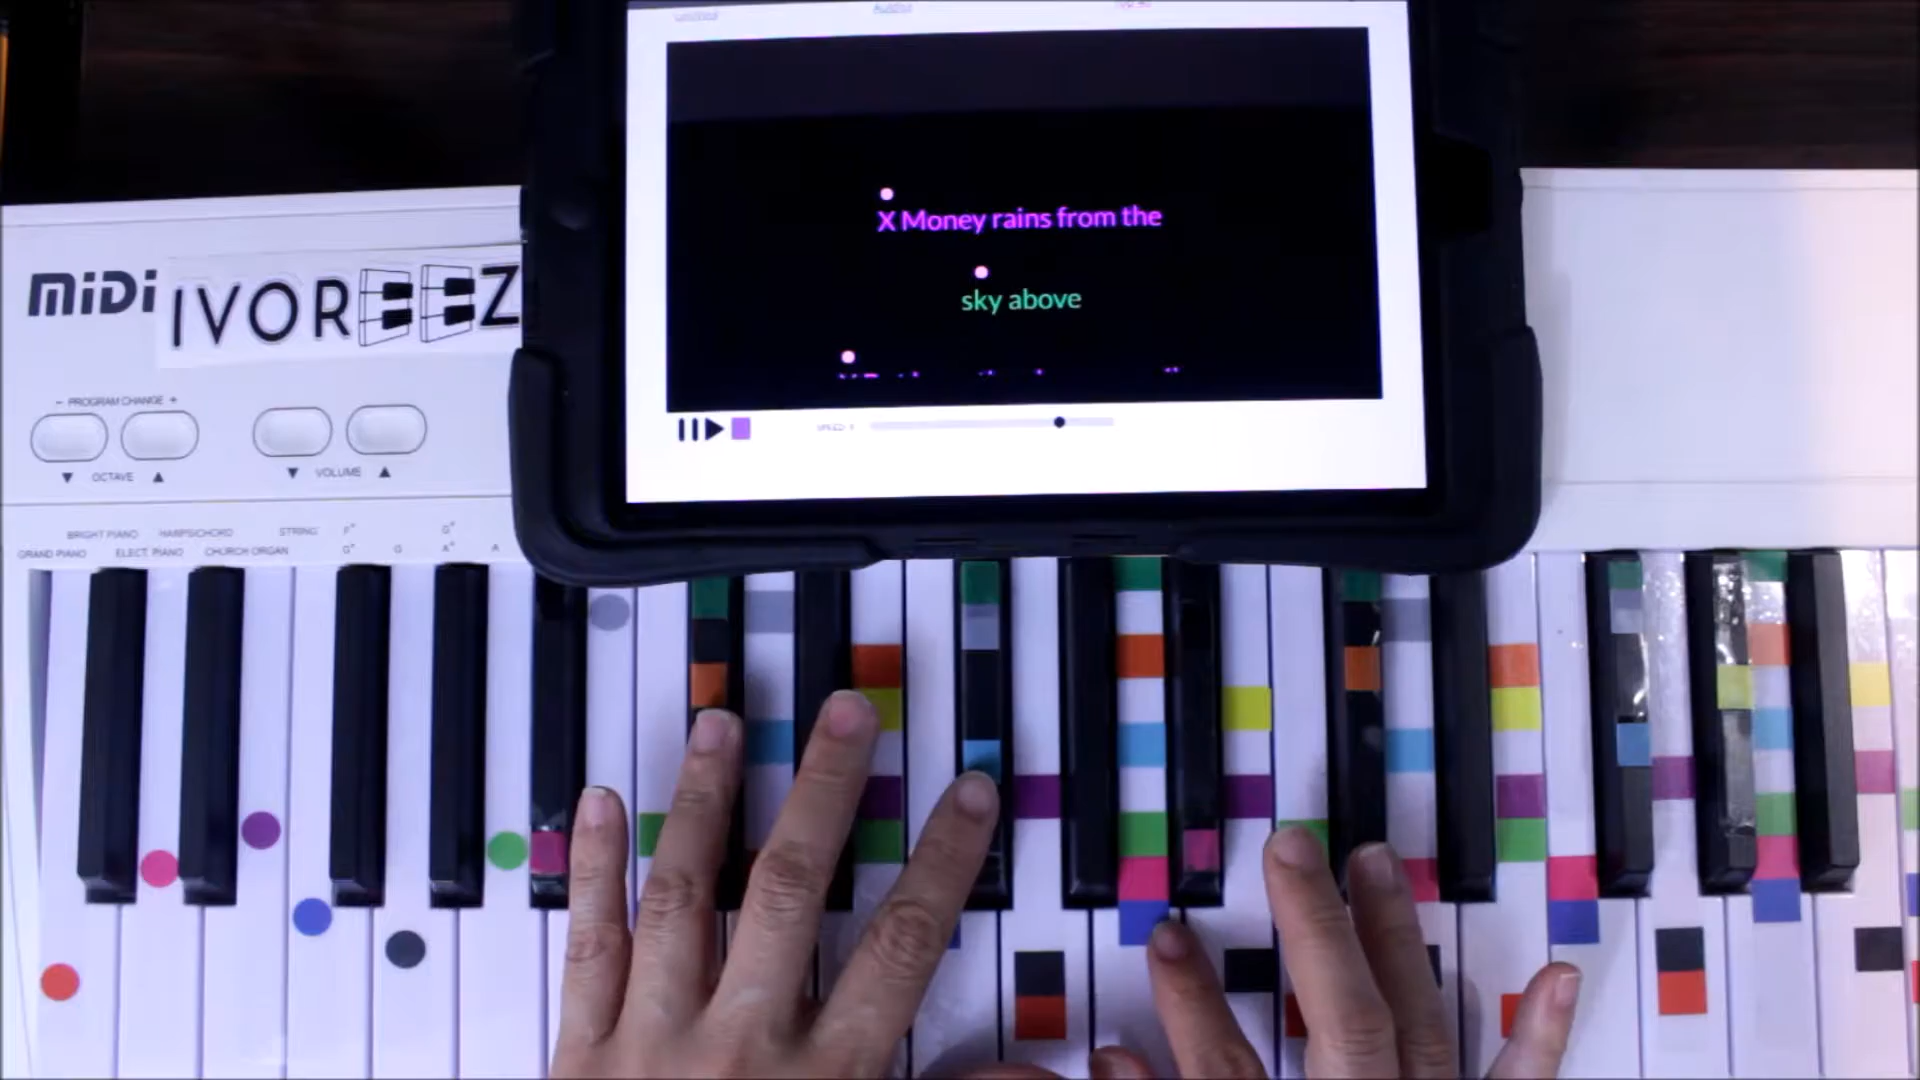 X Money rains from the
sky above
MiDi
IVOREEZ
- PROGRAM CHANGE +
▼ OCTAVE ▲
▼ VOLUME ▲
BRIGHT PIANO HARPSICHORD STRING F# G#
GRAND PIANO ELECT. PIANO CHURCH ORGAN G A# A